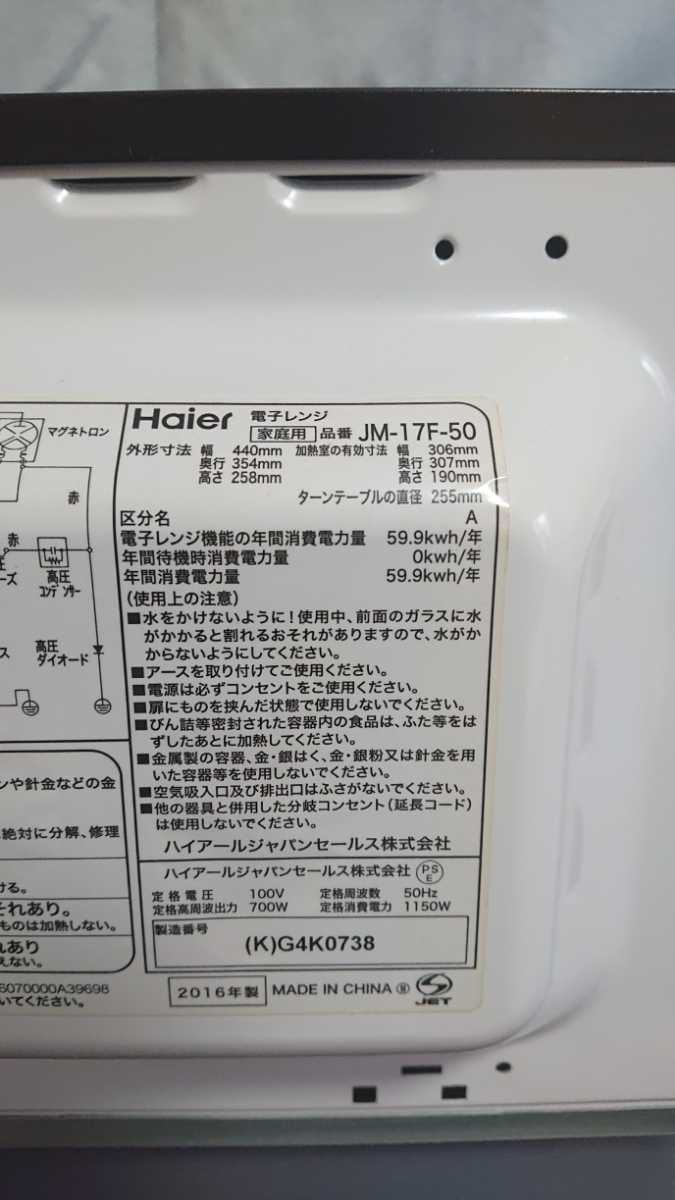 マグネトロン
赤
赤
高圧
コンデンサー
ーズ
ス
高圧
ダイオード
Haier 電子レンジ
家庭用 品番 JM-17F-50
外形寸法 幅 440mm 加熱室の有効寸法 幅 306mm
奥行 354mm 奥行 307mm
高さ 258mm 高さ 190mm
ターンテーブルの直径 255mm
区分名 A
電子レンジ機能の年間消費電力量 59.9kwh/年
年間待機時消費電力量 0kwh/年
年間消費電力量 59.9kwh/年
(使用上の注意)
■水をかけないように!使用中、前面のガラスに水
がかかると割れるおそれがありますので、水がか
からないようにしてください。
■アースを取り付けてご使用ください。
■電源は必ずコンセントをご使用ください。
■扉にものを挟んだ状態で使用しないでください。
■びん詰等密封された容器内の食品は、ふた等をは
ずしたあとに加熱してください。
■金属製の容器、金・銀はく、金・銀粉又は針金を用
いた容器等を使用しないでください。
■空気吸入口及び排出口はふさがないでください。
■他の器具と併用した分岐コンセント(延長コード)
は使用しないでください。
ハイアールジャパンセールス株式会社
ハイアールジャパンセールス株式会社 PSE
定格電圧 100V 定格周波数 50Hz
定格高周波出力 700W 定格消費電力 1150W
製造番号
(K)G4K0738
2016年製 MADE IN CHINA Ⓗ JET
ンや針金などの金
絶対に分解、修理
ける。
それあり。
ものは加熱しない。
れあり
えない。
6070000A39698
いてください。